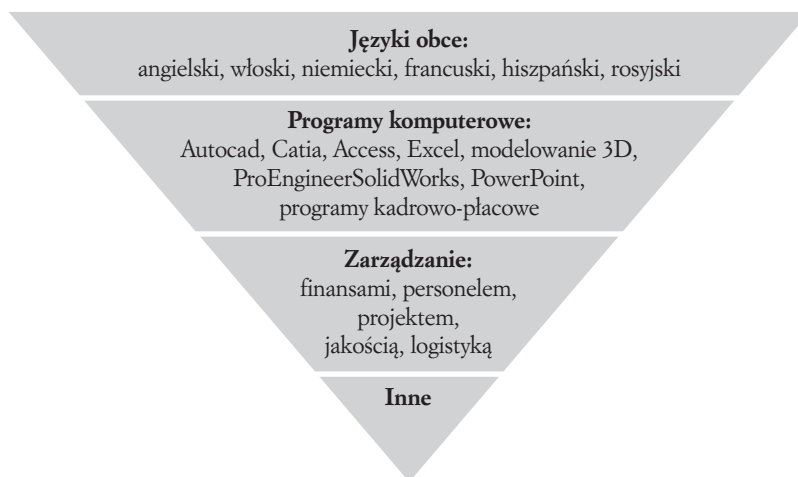 Języki obce:
angielski, włoski, niemiecki, francuski, hiszpański, rosyjski
Programy komputerowe:
Autocad, Catia, Access, Excel, modelowanie 3D,
ProEngineerSolidWorks, PowerPoint,
programy kadrowo-płacowe
Zarządzanie:
finansami, personelem,
projektem,
jakością, logistyką
Inne